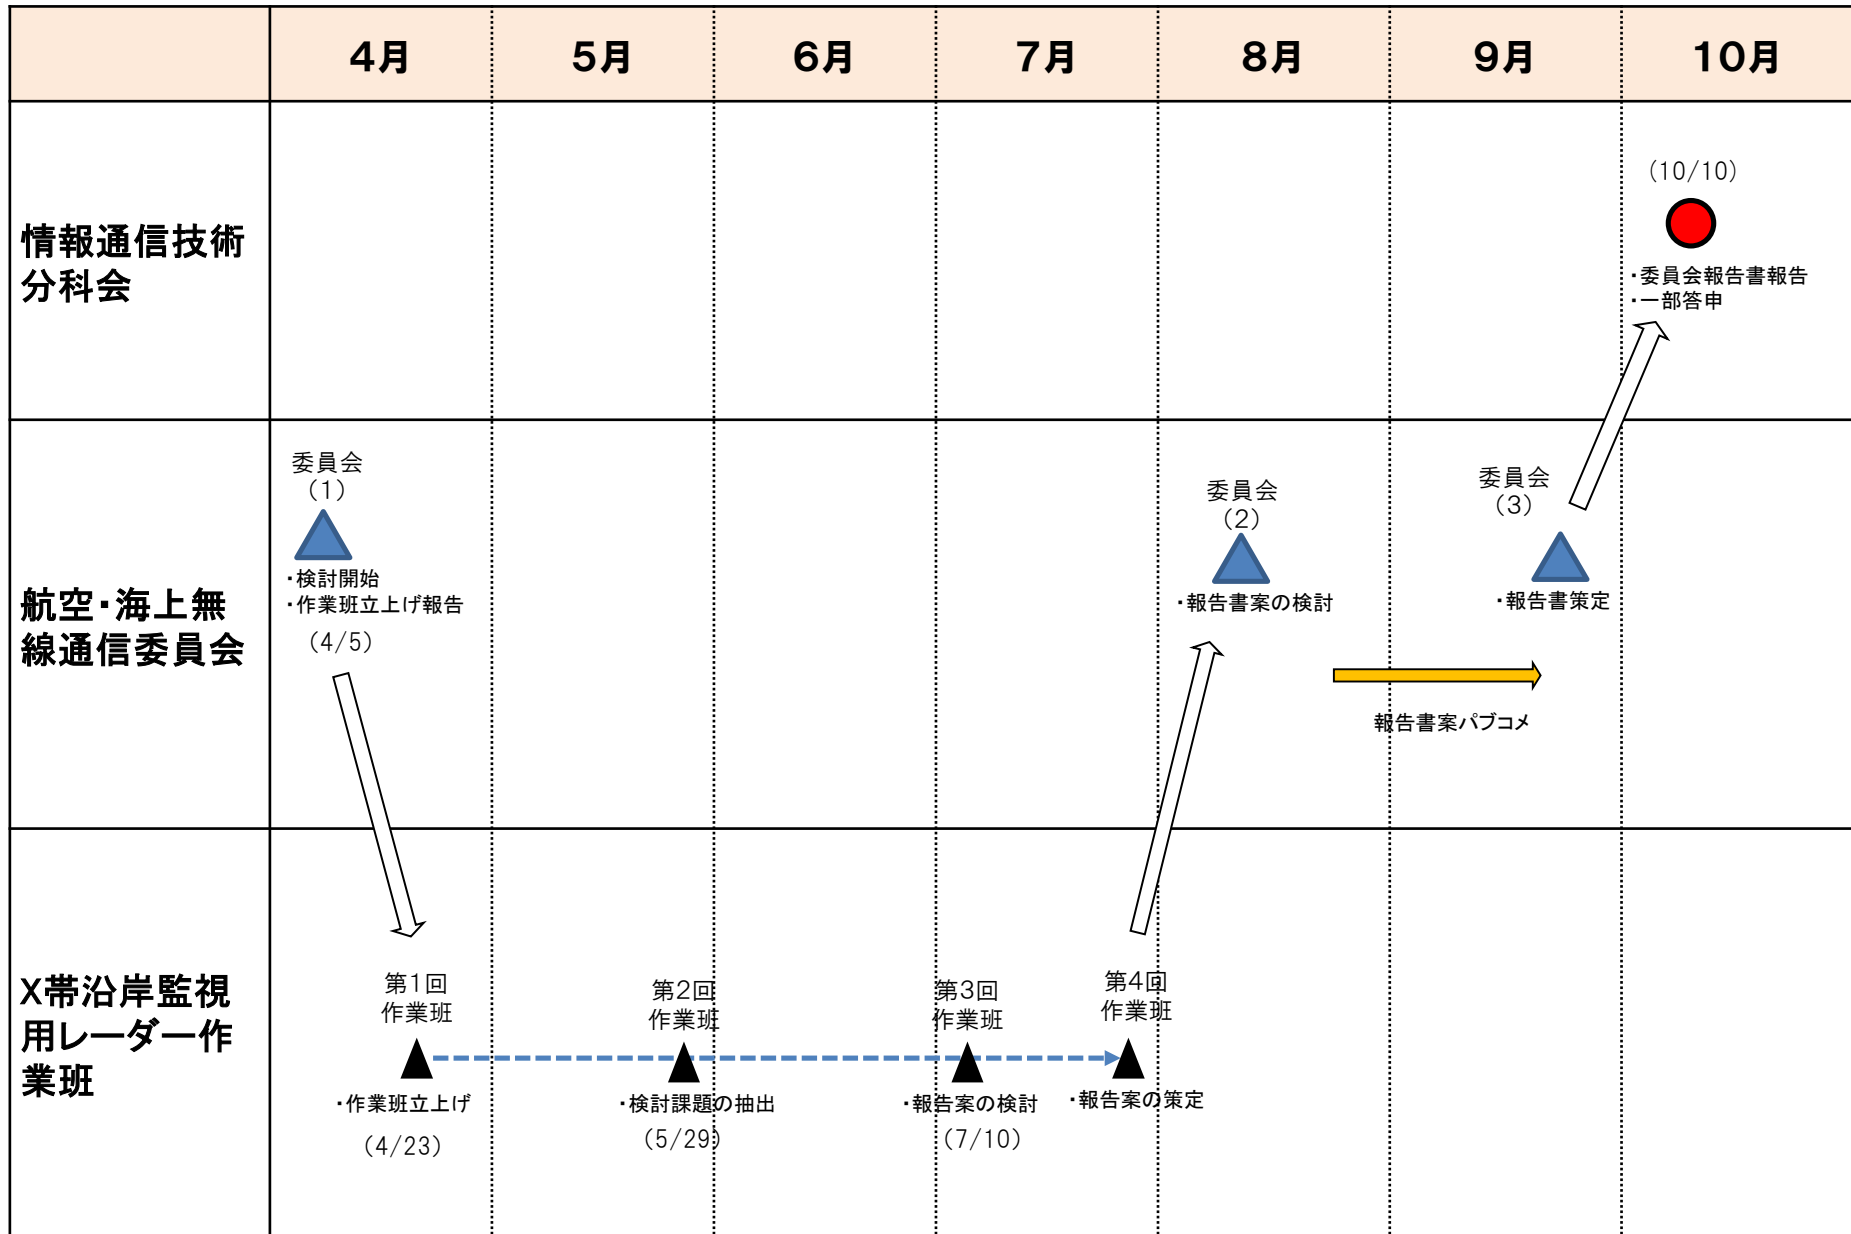 4月
5月
6月
7月
8月
9月
10月
情報通信技術
分科会
(10/10)
・委員会報告書報告
・一部答申
航空・海上無
線通信委員会
委員会
(1)
・検討開始
・作業班立上げ報告
(4/5)
委員会
(2)
・報告書案の検討
委員会
(3)
・報告書策定
報告書案パブコメ
X帯沿岸監視
用レーダー作
業班
第1回
作業班
・作業班立上げ
(4/23)
第2回
作業班
・検討課題の抽出
(5/29)
第3回
作業班
・報告案の検討
(7/10)
第4回
作業班
・報告案の策定